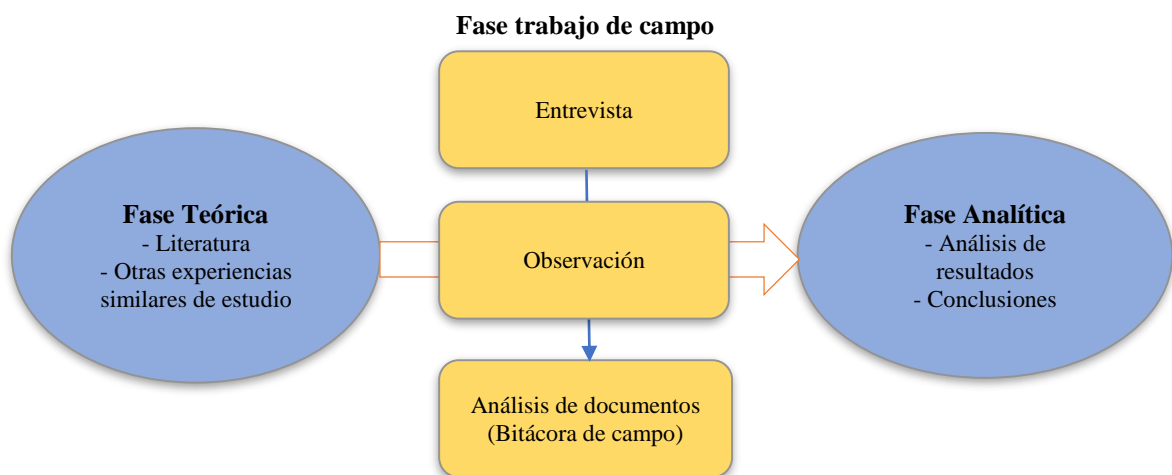 Fase trabajo de campo
Entrevista
Fase Teórica
- Literatura
- Otras experiencias
similares de estudio
Observación
Fase Analítica
- Análisis de
resultados
- Conclusiones
Análisis de documentos
(Bitácora de campo)